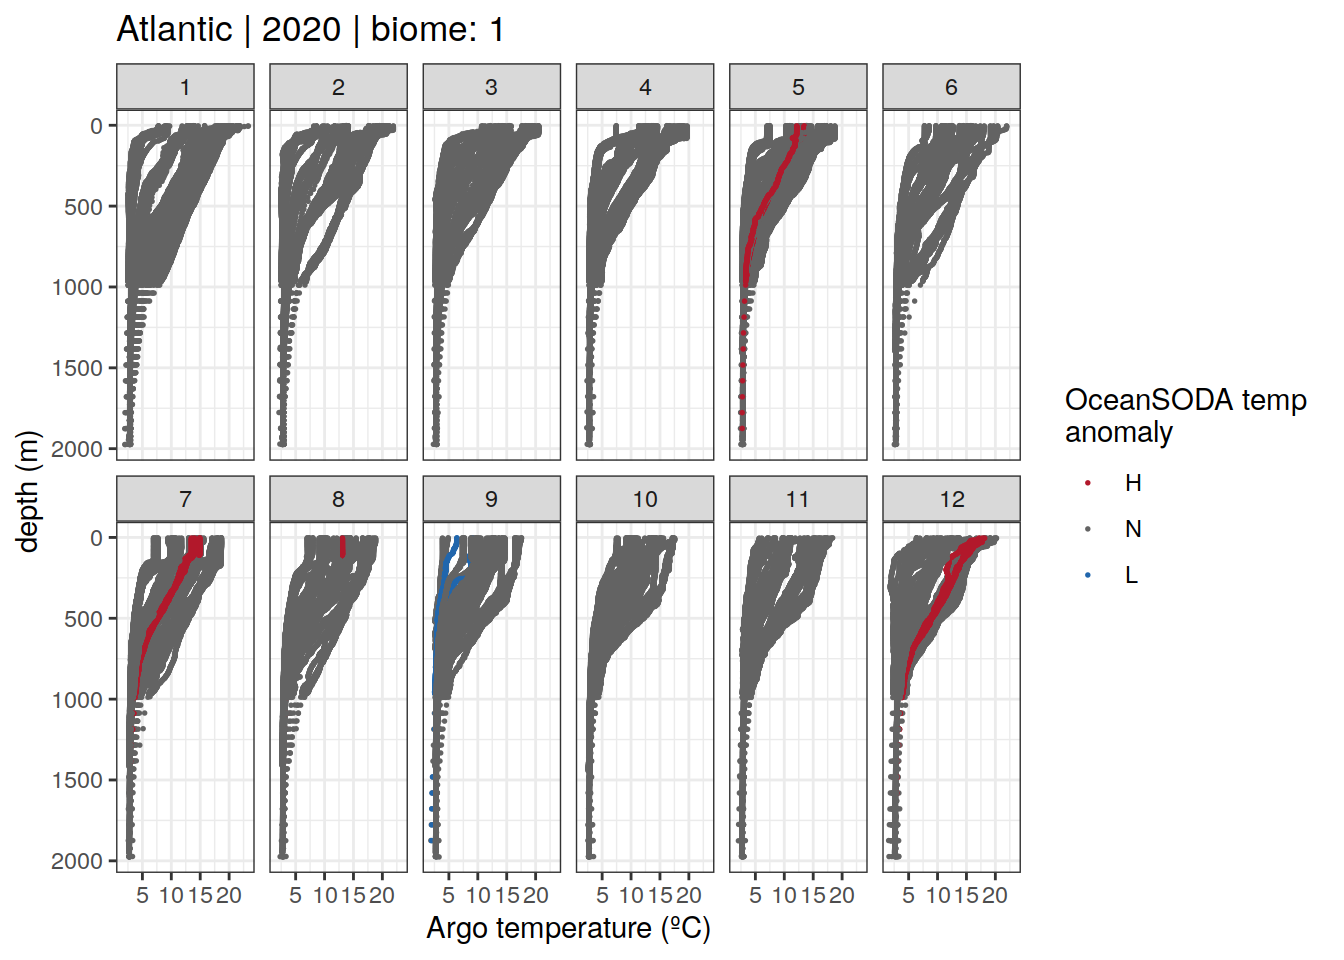 Atlantic | 2020 | biome: 1
1 2 3 4 5 6
0
500
1000
1500
2000
depth (m)
7 8 9 10 11 12
0
500
1000
1500
2000
5 10 15 20 5 10 15 20 5 10 15 20 5 10 15 20 5 10 15 20 5 10 15 20
Argo temperature (ºC)
OceanSODA temp
anomaly
H
N
L